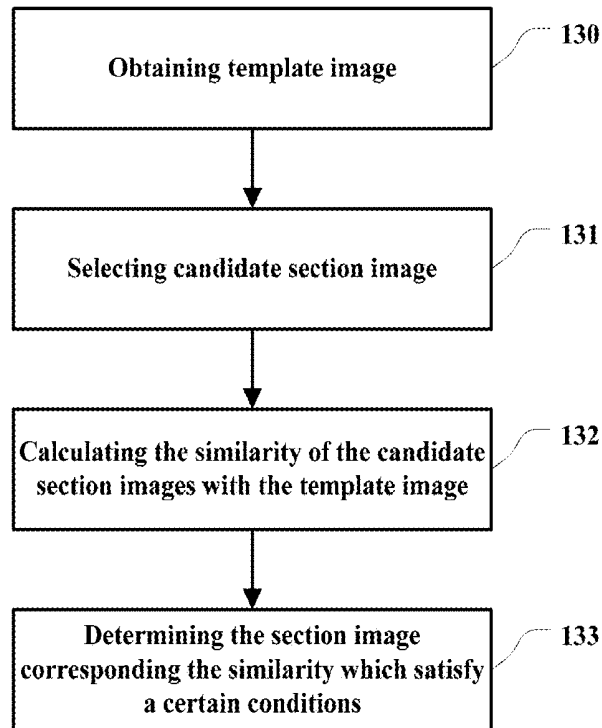 Obtaining template image
130
Selecting candidate section image
131
Calculating the similarity of the candidate
section images with the template image
132
Determining the section image
corresponding the similarity which satisfy
a certain conditions
133